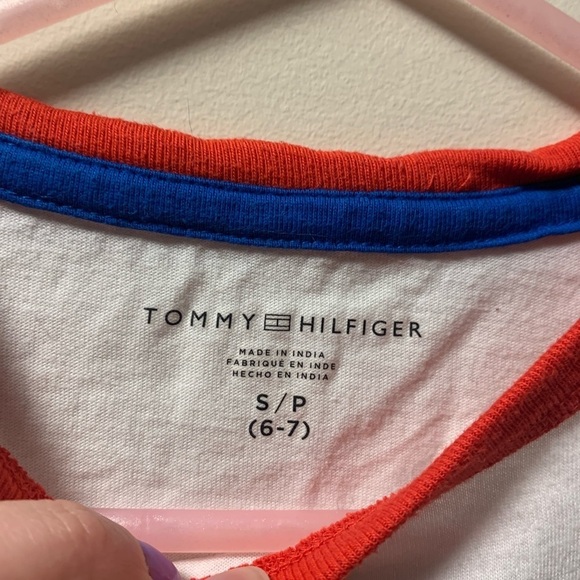 TOMMY HILFIGER
MADE IN INDIA
FABRIQUÉ EN INDE
HECHO EN INDIA
S/P
(6-7)